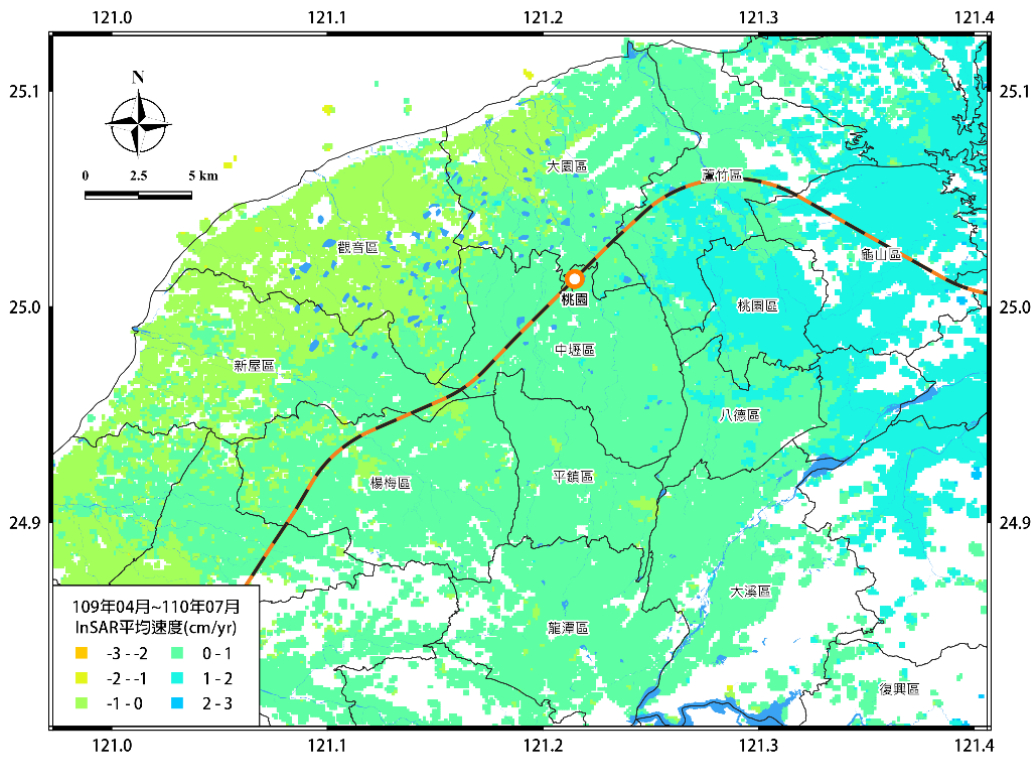 121.0 121.1 121.2 121.3 121.4
25.1 25.1
N
0 2.5 5 km
大園區
蘆竹區
觀音區
龜山區
桃園
桃園區
25.0 25.0
中壢區
新屋區
八德區
楊梅區
平鎮區
24.9 24.9
大溪區
龍潭區
復興區
109年04月~110年07月
InSAR平均速度(cm/yr)
-3 - -2 0 - 1
-2 - -1 1 - 2
-1 - 0 2 - 3
121.0 121.1 121.2 121.3 121.4